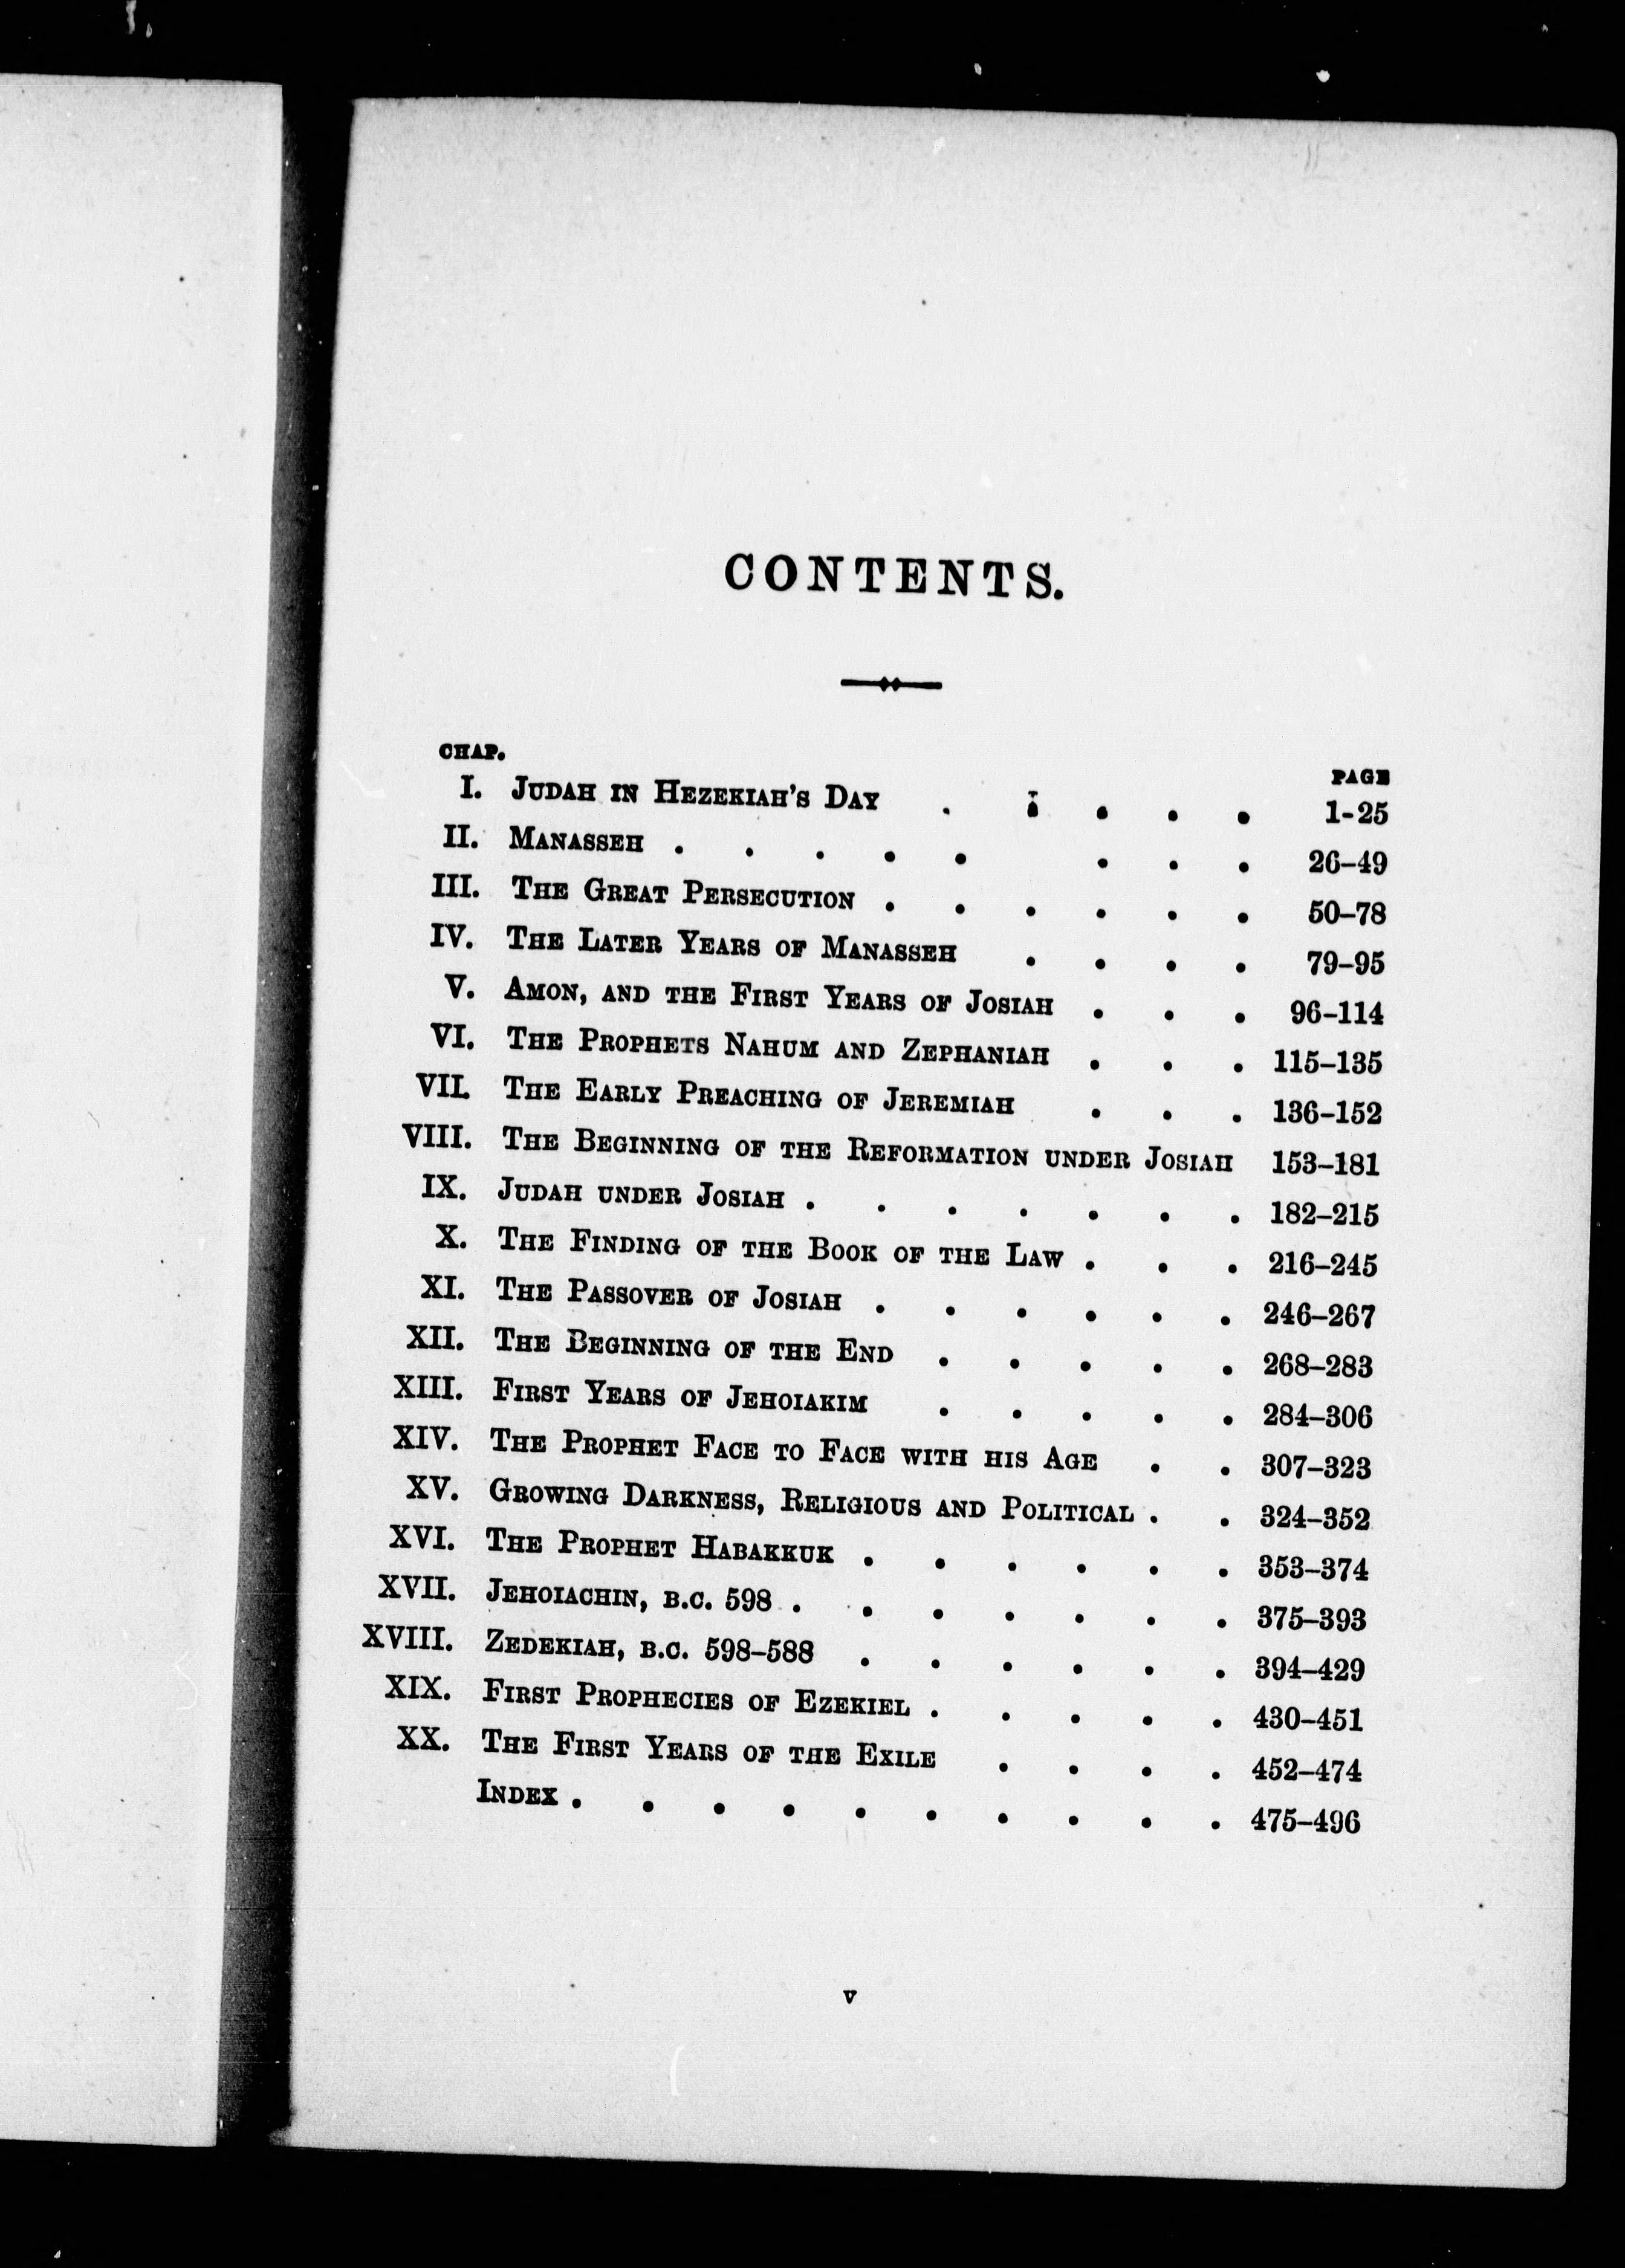 CONTENTS.
CHAP. PAGE
I. JUDAH IN HEZEKIAH'S DAY . . . . . 1-25
II. MANASSEH . . . . . . . . 26–49
III. THE GREAT PERSECUTION . . . . . . 50–78
IV. THE LATER YEARS OF MANASSEH . . . . 79–95
V. AMON, AND THE FIRST YEARS OF JOSIAH . . . 96–114
VI. THE PROPHETS NAHUM AND ZEPHANIAH . . . 115–135
VII. THE EARLY PREACHING OF JEREMIAH . . . 136–152
VIII. THE BEGINNING OF THE REFORMATION UNDER JOSIAH 153–181
IX. JUDAH UNDER JOSIAH . . . . . . . 182–215
X. THE FINDING OF THE BOOK OF THE LAW . . . 216–245
XI. THE PASSOVER OF JOSIAH . . . . . . 246–267
XII. THE BEGINNING OF THE END . . . . . 268–283
XIII. FIRST YEARS OF JEHOIAKIM . . . . . 284–306
XIV. THE PROPHET FACE TO FACE WITH HIS AGE . . 307–323
XV. GROWING DARKNESS, RELIGIOUS AND POLITICAL . . 324–352
XVI. THE PROPHET HABAKKUK . . . . . . 353–374
XVII. JEHOIACHIN, B.C. 598 . . . . . . . 375–393
XVIII. ZEDEKIAH, B.C. 598–588 . . . . . . 394–429
XIX. FIRST PROPHECIES OF EZEKIEL . . . . . 430–451
XX. THE FIRST YEARS OF THE EXILE . . . . 452–474
INDEX . . . . . . . . . . 475–496
v